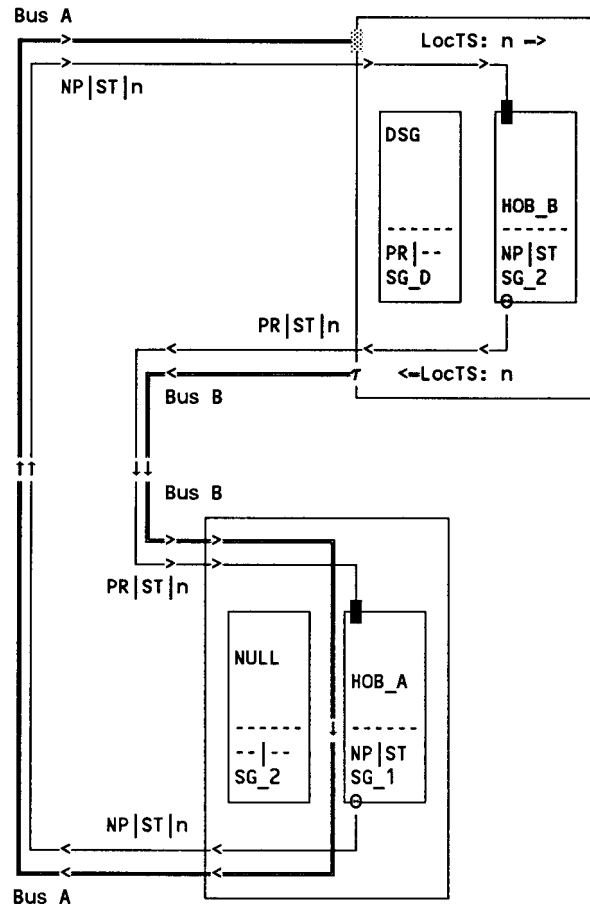 Bus A
LocTS: n —>
NP|ST|n
DSG
HOB_B
------
------
PR|--
NP|ST
SG_D
SG_2
PR|ST|n
<—LocTS: n
Bus B
Bus B
PR|ST|n
NULL
HOB_A
------
------
--|--
NP|ST
SG_2
SG_1
NP|ST|n
Bus A